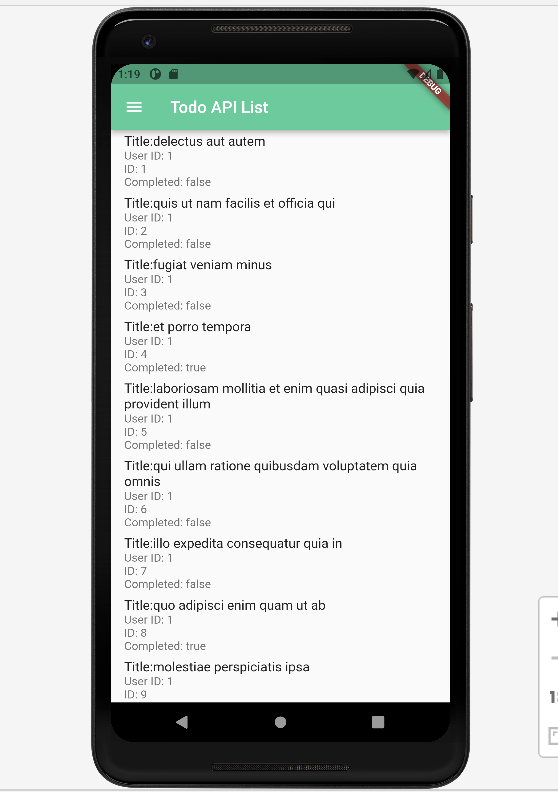 1:19
DEBUG
Todo API List
Title:delectus aut autem
User ID: 1
ID: 1
Completed: false
Title:quis ut nam facilis et officia qui
User ID: 1
ID: 2
Completed: false
Title:fugiat veniam minus
User ID: 1
ID: 3
Completed: false
Title:et porro tempora
User ID: 1
ID: 4
Completed: true
Title:laboriosam mollitia et enim quasi adipisci quia
provident illum
User ID: 1
ID: 5
Completed: false
Title:qui ullam ratione quibusdam voluptatem quia
omnis
User ID: 1
ID: 6
Completed: false
Title:illo expedita consequatur quia in
User ID: 1
ID: 7
Completed: false
Title:quo adipisci enim quam ut ab
User ID: 1
ID: 8
Completed: true
Title:molestiae perspiciatis ipsa
User ID: 1
ID: 9